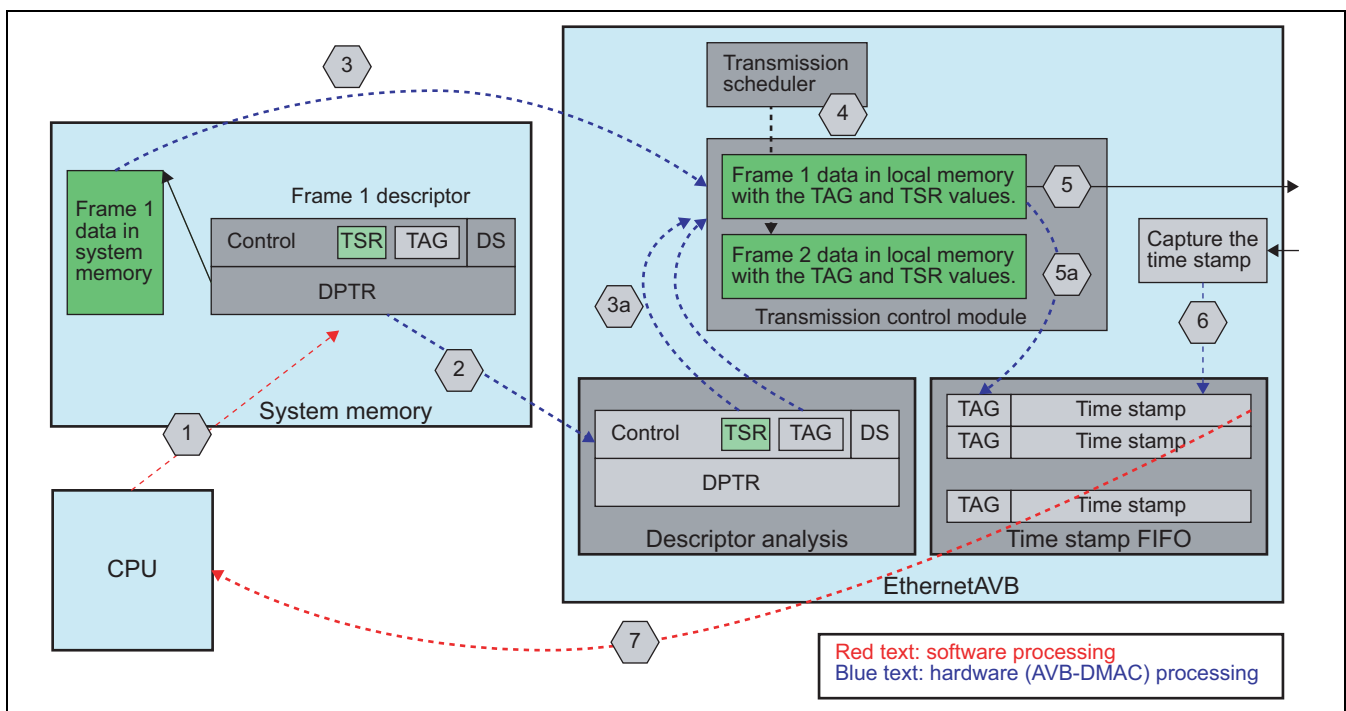 3
Transmission
scheduler
4
Frame 1 data in local memory
with the TAG and TSR values.
5
Frame 1
data in
system
memory
Frame 1 descriptor
Control
TSR
TAG
DS
DPTR
Frame 2 data in local memory
with the TAG and TSR values.
5a
Capture the
time stamp
3a
Transmission control module
6
2
System memory
1
Control
TSR
TAG
DS
DPTR
Descriptor analysis
TAG
Time stamp
TAG
Time stamp
TAG
Time stamp
Time stamp FIFO
CPU
EthernetAVB
7
Red text: software processing
Blue text: hardware (AVB-DMAC) processing